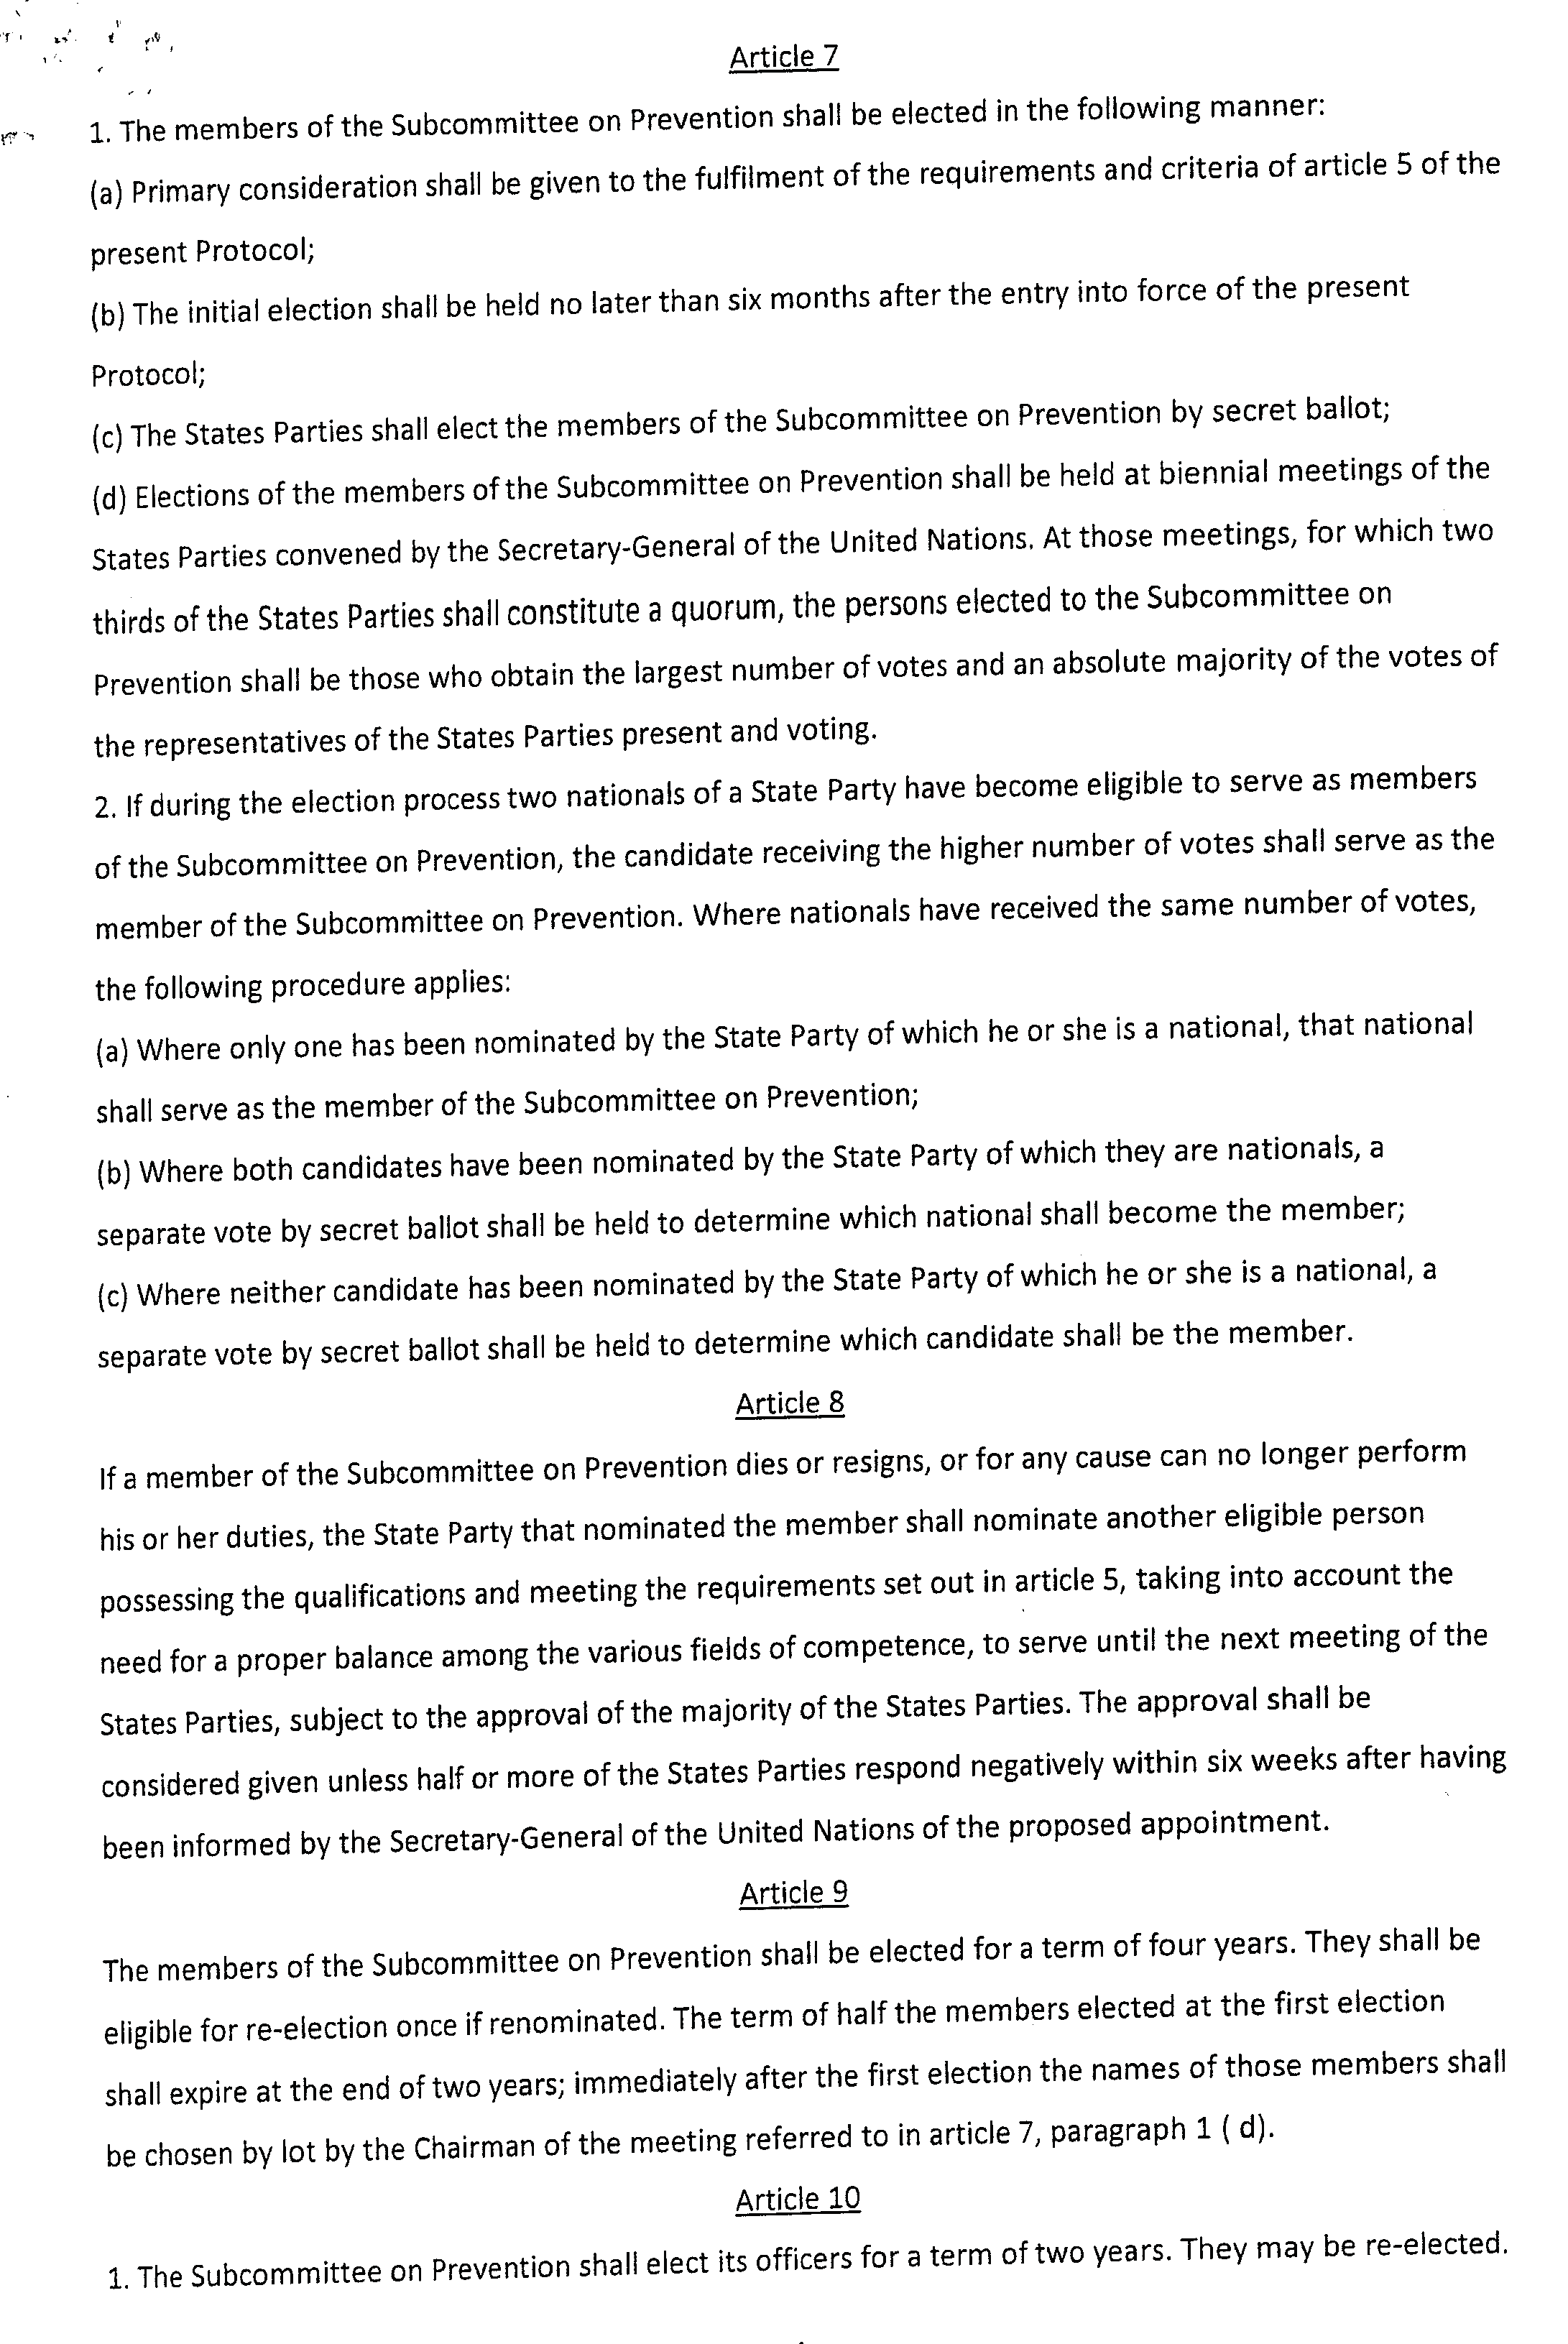 Article 7
1. The members of the Subcommittee on Prevention shall be elected in the following manner:
(a) Primary consideration shall be given to the fulfilment of the requirements and criteria of article 5 of the
present Protocol;
(b) The initial election shall be held no later than six months after the entry into force of the present
Protocol;
(c) The States Parties shall elect the members of the Subcommittee on Prevention by secret ballot;
(d) Elections of the members of the Subcommittee on Prevention shall be held at biennial meetings of the
States Parties convened by the Secretary-General of the United Nations. At those meetings, for which two
thirds of the States Parties shall constitute a quorum, the persons elected to the Subcommittee on
Prevention shall be those who obtain the largest number of votes and an absolute majority of the votes of
the representatives of the States Parties present and voting.
2. If during the election process two nationals of a State Party have become eligible to serve as members
of the Subcommittee on Prevention, the candidate receiving the higher number of votes shall serve as the
member of the Subcommittee on Prevention. Where nationals have received the same number of votes,
the following procedure applies:
(a) Where only one has been nominated by the State Party of which he or she is a national, that national
shall serve as the member of the Subcommittee on Prevention;
(b) Where both candidates have been nominated by the State Party of which they are nationals, a
separate vote by secret ballot shall be held to determine which national shall become the member;
(c) Where neither candidate has been nominated by the State Party of which he or she is a national, a
separate vote by secret ballot shall be held to determine which candidate shall be the member.
Article 8
If a member of the Subcommittee on Prevention dies or resigns, or for any cause can no longer perform
his or her duties, the State Party that nominated the member shall nominate another eligible person
possessing the qualifications and meeting the requirements set out in article 5, taking into account the
need for a proper balance among the various fields of competence, to serve until the next meeting of the
States Parties, subject to the approval of the majority of the States Parties. The approval shall be
considered given unless half or more of the States Parties respond negatively within six weeks after having
been informed by the Secretary-General of the United Nations of the proposed appointment.
Article 9
The members of the Subcommittee on Prevention shall be elected for a term of four years. They shall be
eligible for re-election once if renominated. The term of half the members elected at the first election
shall expire at the end of two years; immediately after the first election the names of those members shall
be chosen by lot by the Chairman of the meeting referred to in article 7, paragraph 1 ( d).
Article 10
1. The Subcommittee on Prevention shall elect its officers for a term of two years. They may be re-elected.